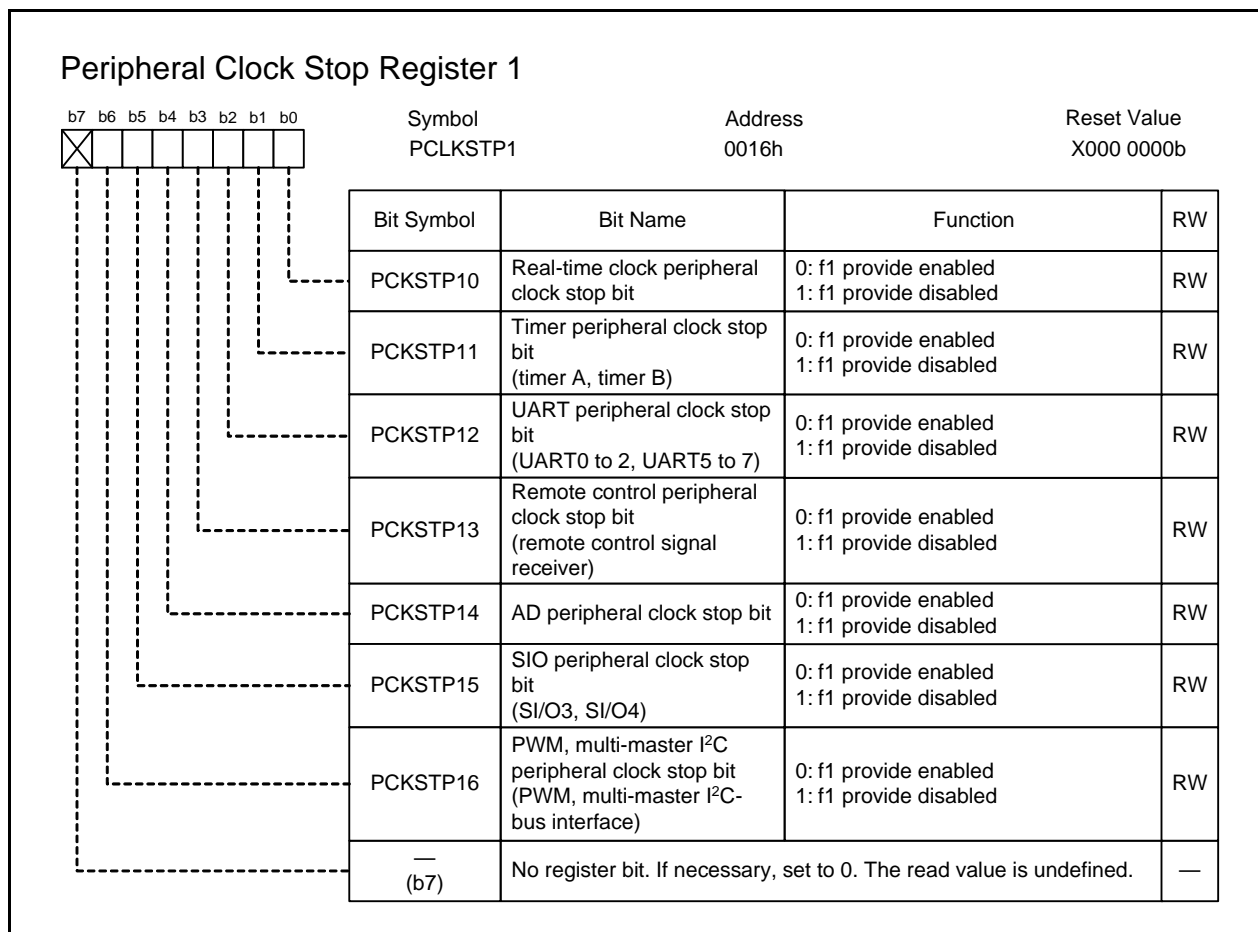 Peripheral Clock Stop Register 1
b7 b6 b5 b4 b3 b2 b1 b0
Symbol Address Reset Value
PCLKSTP1 0016h X000 0000b
Bit Symbol Bit Name Function RW
PCKSTP10 Real-time clock peripheral clock stop bit 0: f1 provide enabled RW
1: f1 provide disabled
PCKSTP11 Timer peripheral clock stop bit (timer A, timer B) 0: f1 provide enabled RW
1: f1 provide disabled
PCKSTP12 UART peripheral clock stop bit (UART0 to 2, UART5 to 7) 0: f1 provide enabled RW
1: f1 provide disabled
PCKSTP13 Remote control peripheral clock stop bit (remote control signal receiver) 0: f1 provide enabled RW
1: f1 provide disabled
PCKSTP14 AD peripheral clock stop bit 0: f1 provide enabled RW
1: f1 provide disabled
PCKSTP15 SIO peripheral clock stop bit (SI/O3, SI/O4) 0: f1 provide enabled RW
1: f1 provide disabled
PCKSTP16 PWM, multi-master I²C peripheral clock stop bit (PWM, multi-master I²C-bus interface) 0: f1 provide enabled RW
1: f1 provide disabled
— (b7) No register bit. If necessary, set to 0. The read value is undefined. —